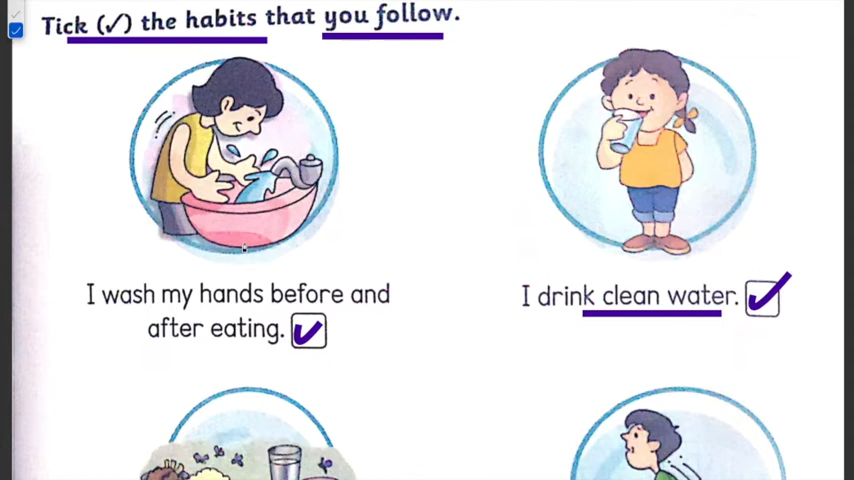 Tick (✓) the habits that you follow.
I wash my hands before and
after eating. ✓
I drink clean water. ✓